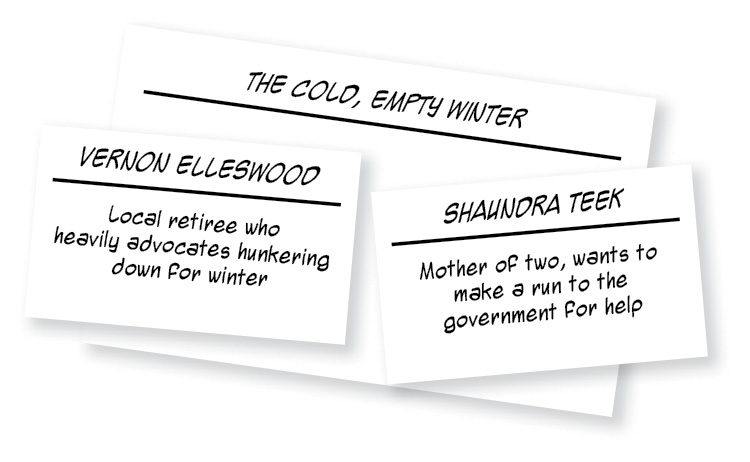 THE COLD, EMPTY WINTER
VERNON ELLESWOOD
Local retiree who
heavily advocates hunkering
down for winter
SHAUNDRA TEEK
Mother of two, wants to
make a run to the
government for help